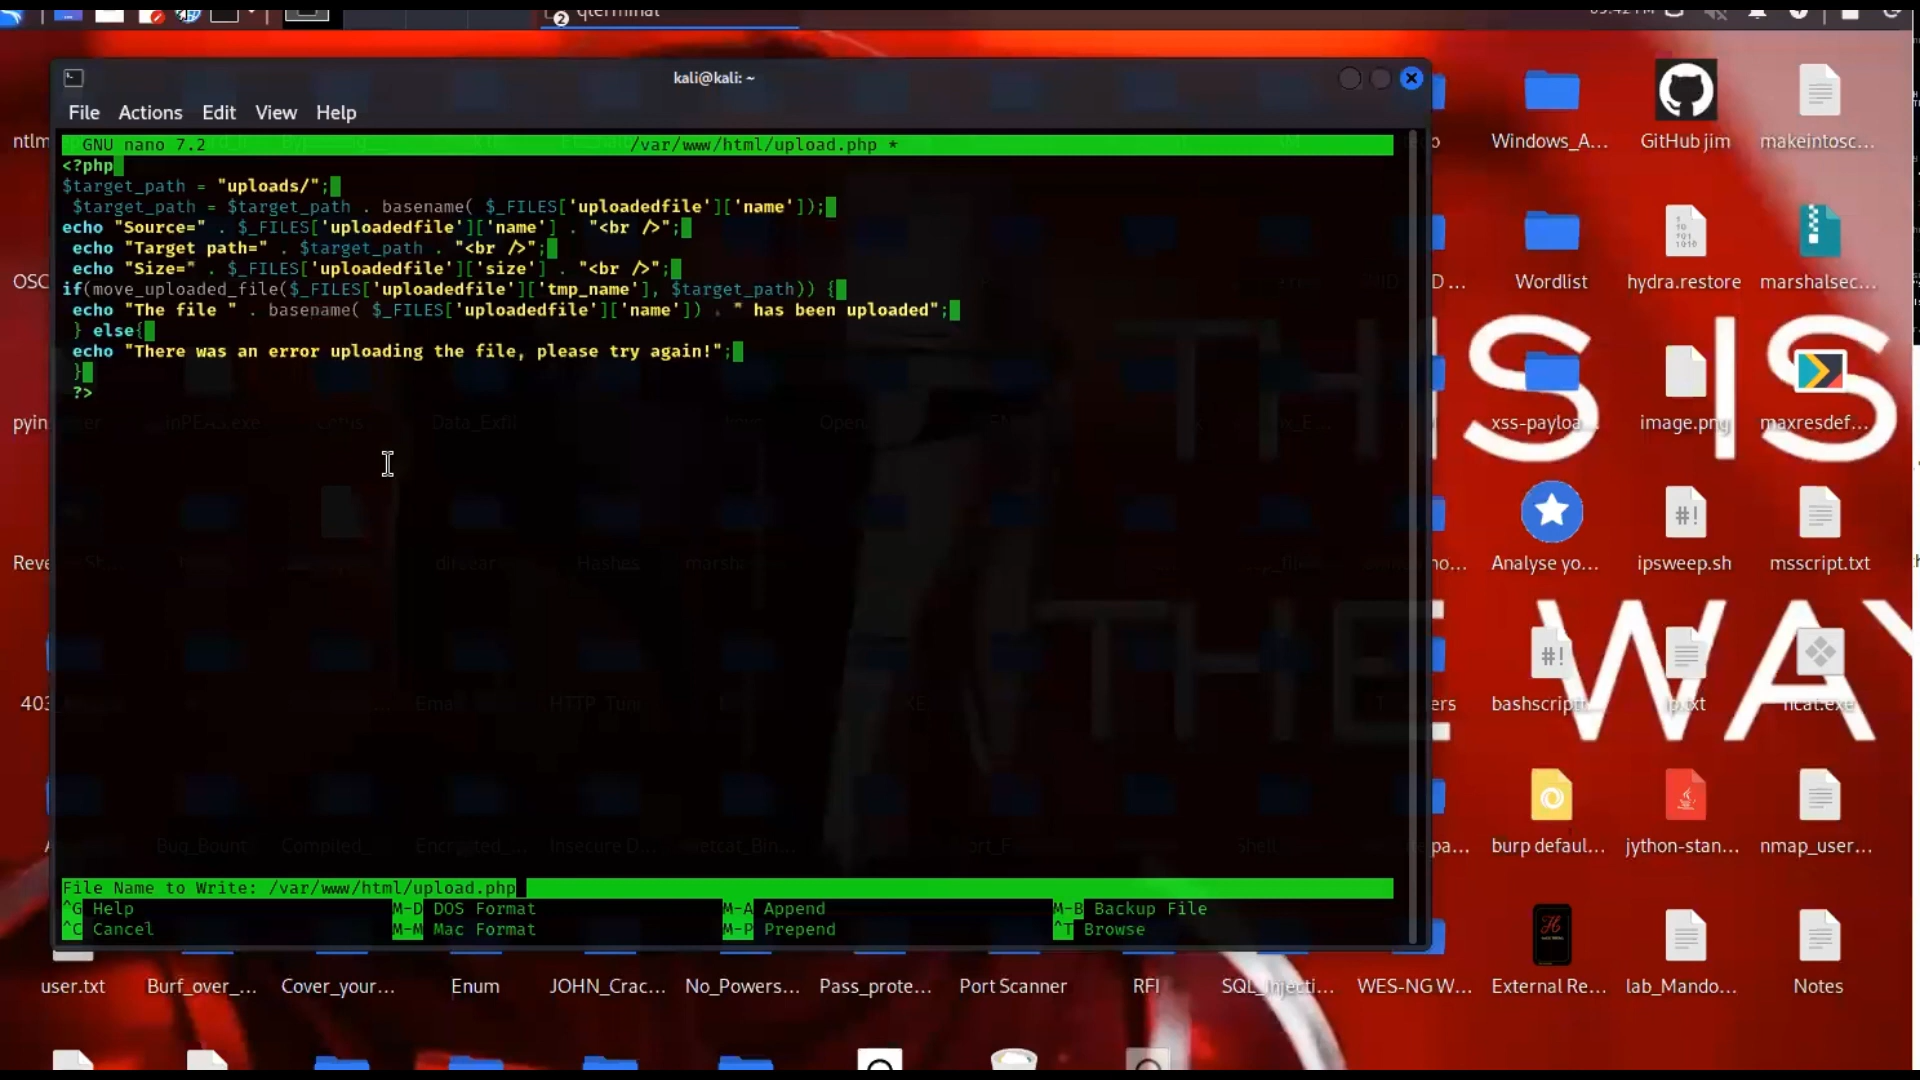 qterminal
2
kali@kali: ~
File Actions Edit View Help
GNU nano 7.2 /var/www/html/upload.php *
<?php
$target_path = "uploads/";
$target_path = $target_path . basename( $_FILES['uploadedfile']['name']);
echo "Source=" . $_FILES['uploadedfile']['name'] . "<br />";
echo "Target path=" . $target_path . "<br />";
echo "Size=" . $_FILES['uploadedfile']['size'] . "<br />";
if(move_uploaded_file($_FILES['uploadedfile']['tmp_name'], $target_path)) {
echo "The file " . basename( $_FILES['uploadedfile']['name']) . " has been uploaded";
} else{
echo "There was an error uploading the file, please try again!";
}
?>
File Name to Write: /var/www/html/upload.php
^G Help M-D DOS Format M-A Append M-B Backup File
^C Cancel M-M Mac Format M-P Prepend ^T Browse
Windows_A... GitHub jim makeintosc...
Wordlist hydra.restore marshalsec...
xss-payloa... image.png maxresdef...
Analyse yo... ipsweep.sh msscript.txt
bashscript ip.txt ncat.exe
burp defaul... jython-stan... nmap_user...
user.txt Burf_over_... Cover_your... Enum JOHN_Crac... No_Powers... Pass_prote... Port Scanner RFI SQL_Injecti... WES-NG W... External Re... lab_Mando... Notes
THIS IS
THE WAY